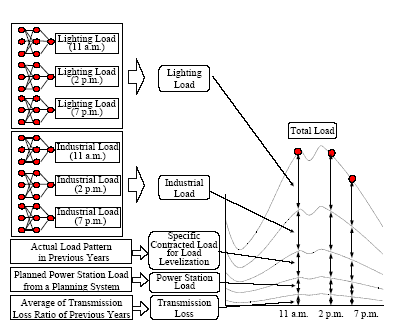 Lighting Load
(11 a.m.)
Lighting Load
(2 p.m.)
Lighting Load
(7 p.m.)
Lighting
Load
Total Load
Industrial Load
(11 a.m.)
Industrial Load
(2 p.m.)
Industrial Load
(7 p.m.)
Industrial
Load
Actual Load Pattern
in Previous Years
Specific
Contracted Load
for Load
Levelization
Planned Power Station Load
from a Planning System
Power Station
Load
Average of Transmission
Loss Ratio of Previous Years
Transmission
Loss
11 a.m. 2 p.m. 7 p.m.